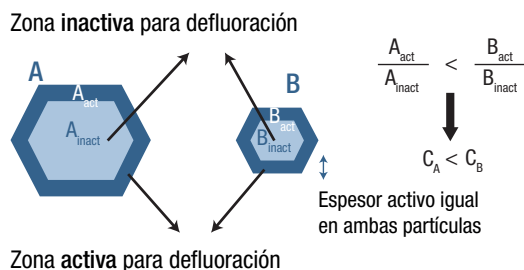 Zona inactiva para defluoración
A
A_act
A_inact
B
B_act
B_inact
A_act / A_inact < B_act / B_inact
C_A < C_B
Espesor activo igual
en ambas partículas
Zona activa para defluoración